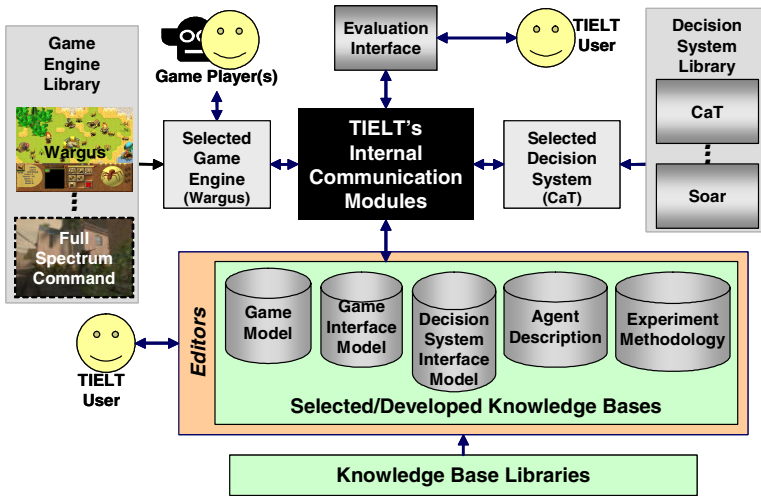 Game
Engine
Library
Wargus
Full
Spectrum
Command
Game Player(s)
Selected
Game
Engine
(Wargus)
Evaluation
Interface
TIELT
User
TIELT's
Internal
Communication
Modules
Selected
Decision
System
(CaT)
Decision
System
Library
CaT
Soar
TIELT
User
Editors
Game
Model
Game
Interface
Model
Decision
System
Interface
Model
Agent
Description
Experiment
Methodology
Selected/Developed Knowledge Bases
Knowledge Base Libraries